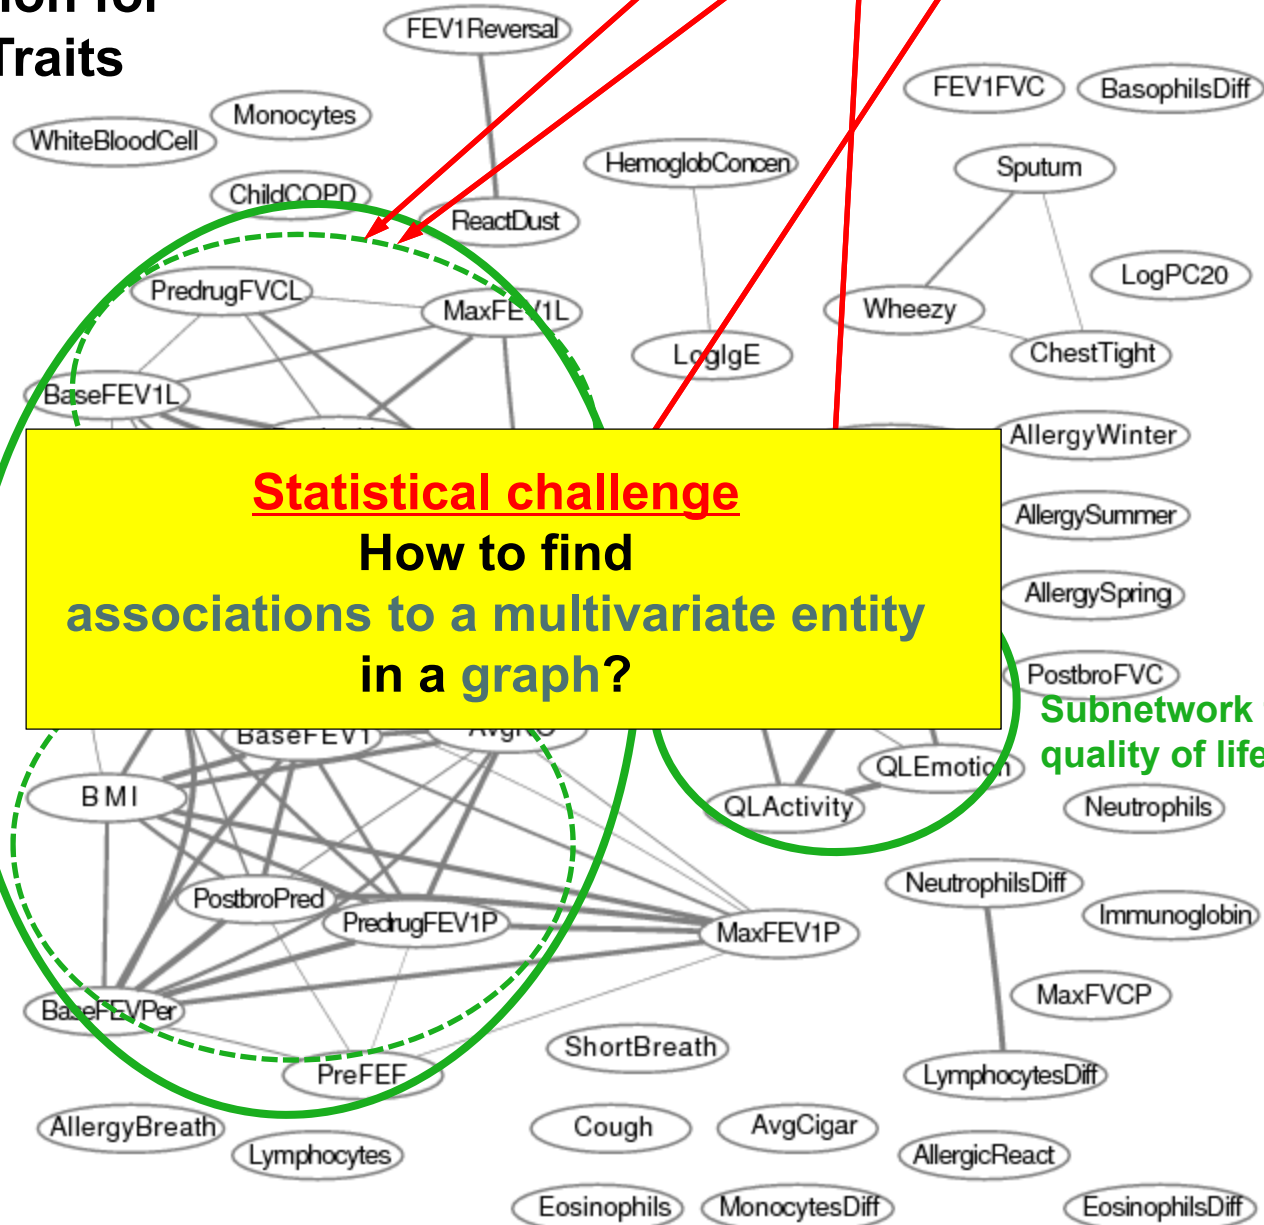 Traits
FEV1Reversal
FEV1FVC
BasophilsDiff
Monocytes
WhiteBloodCell
HemoglobConcen
Sputum
ChildCOPD
ReactDust
LogPC20
PredrugFVCL
MaxFEV1L
Wheezy
LogIgE
ChestTight
BaseFEV1L
AllergyWinter
Statistical challenge
How to find
associations to a multivariate entity
in a graph?
AllergySummer
AllergySpring
PostbroFVC
Subnetwork
quality of life
BaseFEV1
QLEmotion
BMI
QLActivity
Neutrophils
NeutrophilsDiff
PostbroPred
PredrugFEV1P
MaxFEV1P
Immunoglobin
MaxFVCP
BaseFEVPer
ShortBreath
PreFEF
LymphocytesDiff
AllergyBreath
Cough
AvgCigar
Lymphocytes
AllergicReact
Eosinophils
MonocytesDiff
EosinophilsDiff